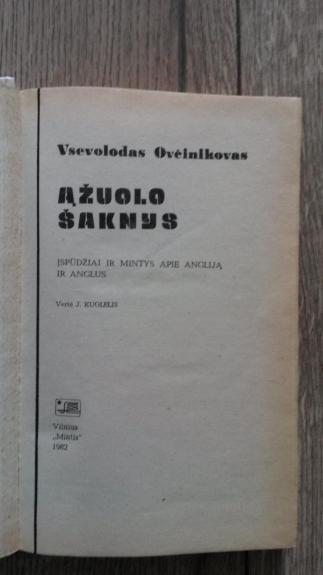 Vsevolodas Ovčinikovas
ĄŽUOLO
ŠAKNYS
ĮSPŪDŽIAI IR MINTYS APIE ANGLIJĄ
IR ANGLUS
Vertė J. KUOLELIS
Vilnius
„Mintis“
1982